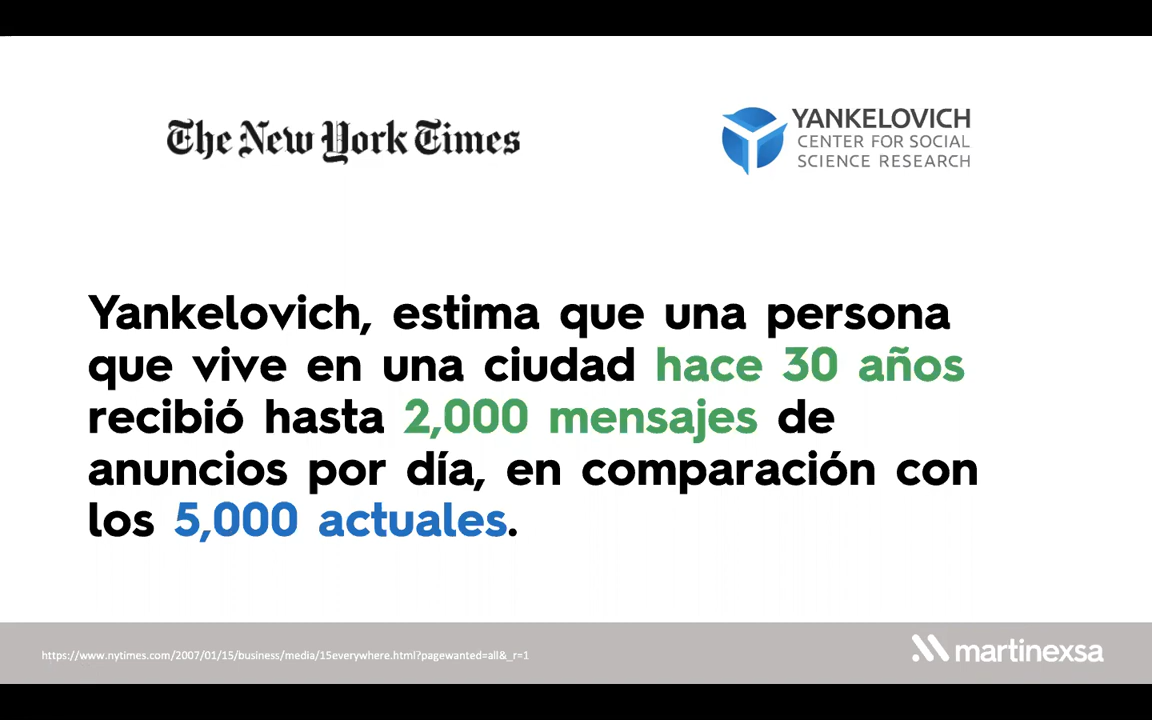 The New York Times
YANKELOVICH
CENTER FOR SOCIAL
SCIENCE RESEARCH
Yankelovich, estima que una persona
que vive en una ciudad hace 30 años
recibió hasta 2,000 mensajes de
anuncios por día, en comparación con
los 5,000 actuales.
https://www.nytimes.com/2007/01/15/business/media/15everywhere.html?pagewanted=all&_r=1
martinexsa